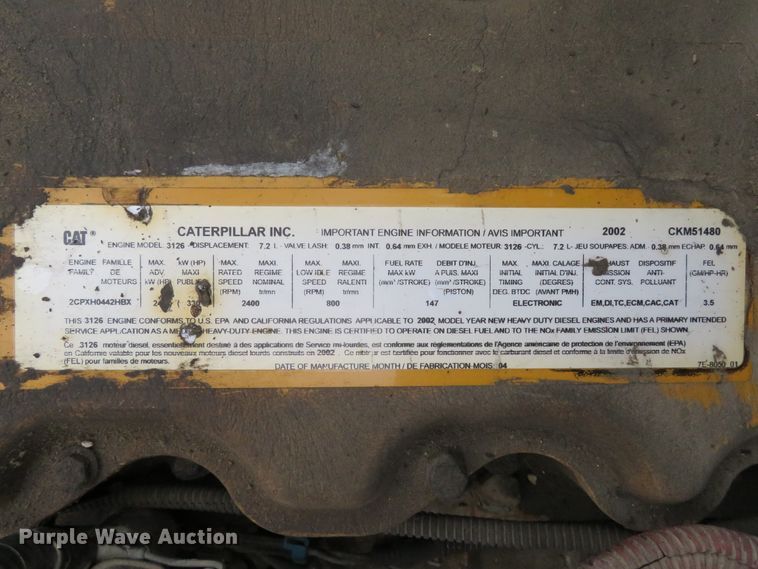 CAT® CATERPILLAR INC. IMPORTANT ENGINE INFORMATION / AVIS IMPORTANT 2002 CKM51480
ENGINE MODEL: 3126 DISPLACEMENT: 7.2 L - VALVE LASH: 0.38 mm INT. 0.64 mm EXH. / MODELE MOTEUR: 3126 -CYL.: 7.2 L- JEU SOUPAPES: ADM. 0.38 mm ECHAP. 0.64 mm
ENGINE FAMILLE MAX. kW (HP) MAX. REGIME MAX. REGIME FUEL RATE DEBIT D'INJ. MAX. MAXI. CALAGE DISPOSITIF FEL
FAMILY DE ADV. MAXI RATED NOMINAL LOW IDLE RALENTI MAX kW A PUIS. MAXI INITIAL INITIAL D'INJ. ANTI- (GM/HP-HR)
MOTEURS kW (HP) SPEED MAXI SPEED MAXI (mm³ /STROKE) (mm³ /STROKE) TIMING (DEGRES) CONT. SYS. POLLUANT
(RPM) tr/mn (RPM) tr/min (PISTON) DEG. BTDC (AVANT PMH)
2CPXH0442HBX 2400 800 147 ELECTRONIC EM,DI,TC,ECM,CAC,CAT 3.5
THIS 3126 ENGINE CONFORMS TO U.S. EPA AND CALIFORNIA REGULATIONS APPLICABLE TO 2002 MODEL YEAR NEW HEAVY DUTY DIESEL ENGINES AND HAS A PRIMARY INTENDED
SERVICE APPLICATION AS A HEAVY-DUTY ENGINE. THIS ENGINE IS CERTIFIED TO OPERATE ON DIESEL FUEL AND TO THE NOx FAMILY EMISSION LIMIT (FEL) SHOWN.
Ce 3126 moteur diesel, essentiellement destiné à des applications de Service mi-lourdes, est conforme aux réglementations de l'Agence américaine de protection de l'environnement (EPA)
en Californie valable pour les nouveaux moteurs diesel lourds construits en 2002 . Ce moteur est certifié pour fonctionner avec le carburant diesel et conforme à la limite d'émission de NOx
(FEL) pour familles de moteurs. 7E-8050 01
DATE OF MANUFACTURE MONTH / DE FABRICATION-MOIS: 04
Purple Wave Auction